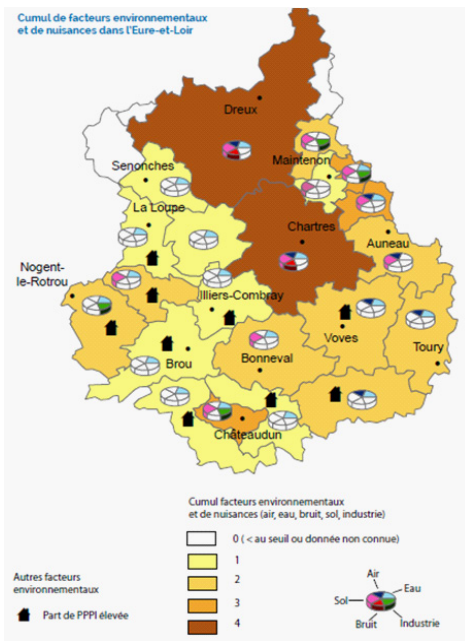 Cumul de facteurs environnementaux
et de nuisances dans l'Eure-et-Loir
Dreux
Senonches
Maintenon
La Loupe
Chartres
Auneau
Nogent-
le-Rotrou
Illiers-Combray
Voves
Brou
Bonneval
Toury
Châteaudun
Cumul facteurs environnementaux
et de nuisances (air, eau, bruit, sol, industrie)
0 ( < au seuil ou donnée non connue)
1
2
3
4
Autres facteurs
environnementaux
Part de PPPI élevée
Air
Eau
Sol
Bruit
Industrie